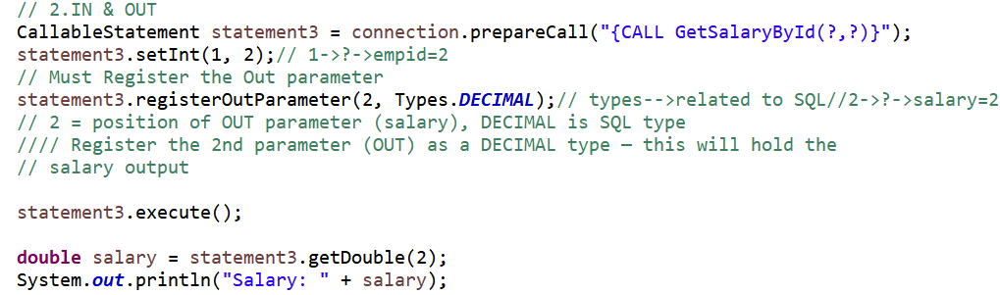 // 2.IN & OUT
CallableStatement statement3 = connection.prepareCall("{CALL GetSalaryById(?,?)}");
statement3.setInt(1, 2);// 1->?->empid=2
// Must Register the Out parameter
statement3.registerOutParameter(2, Types.DECIMAL);// types-->related to SQL//2->?->salary=2
// 2 = position of OUT parameter (salary), DECIMAL is SQL type
//// Register the 2nd parameter (OUT) as a DECIMAL type — this will hold the
// salary output
statement3.execute();
double salary = statement3.getDouble(2);
System.out.println("Salary: " + salary);